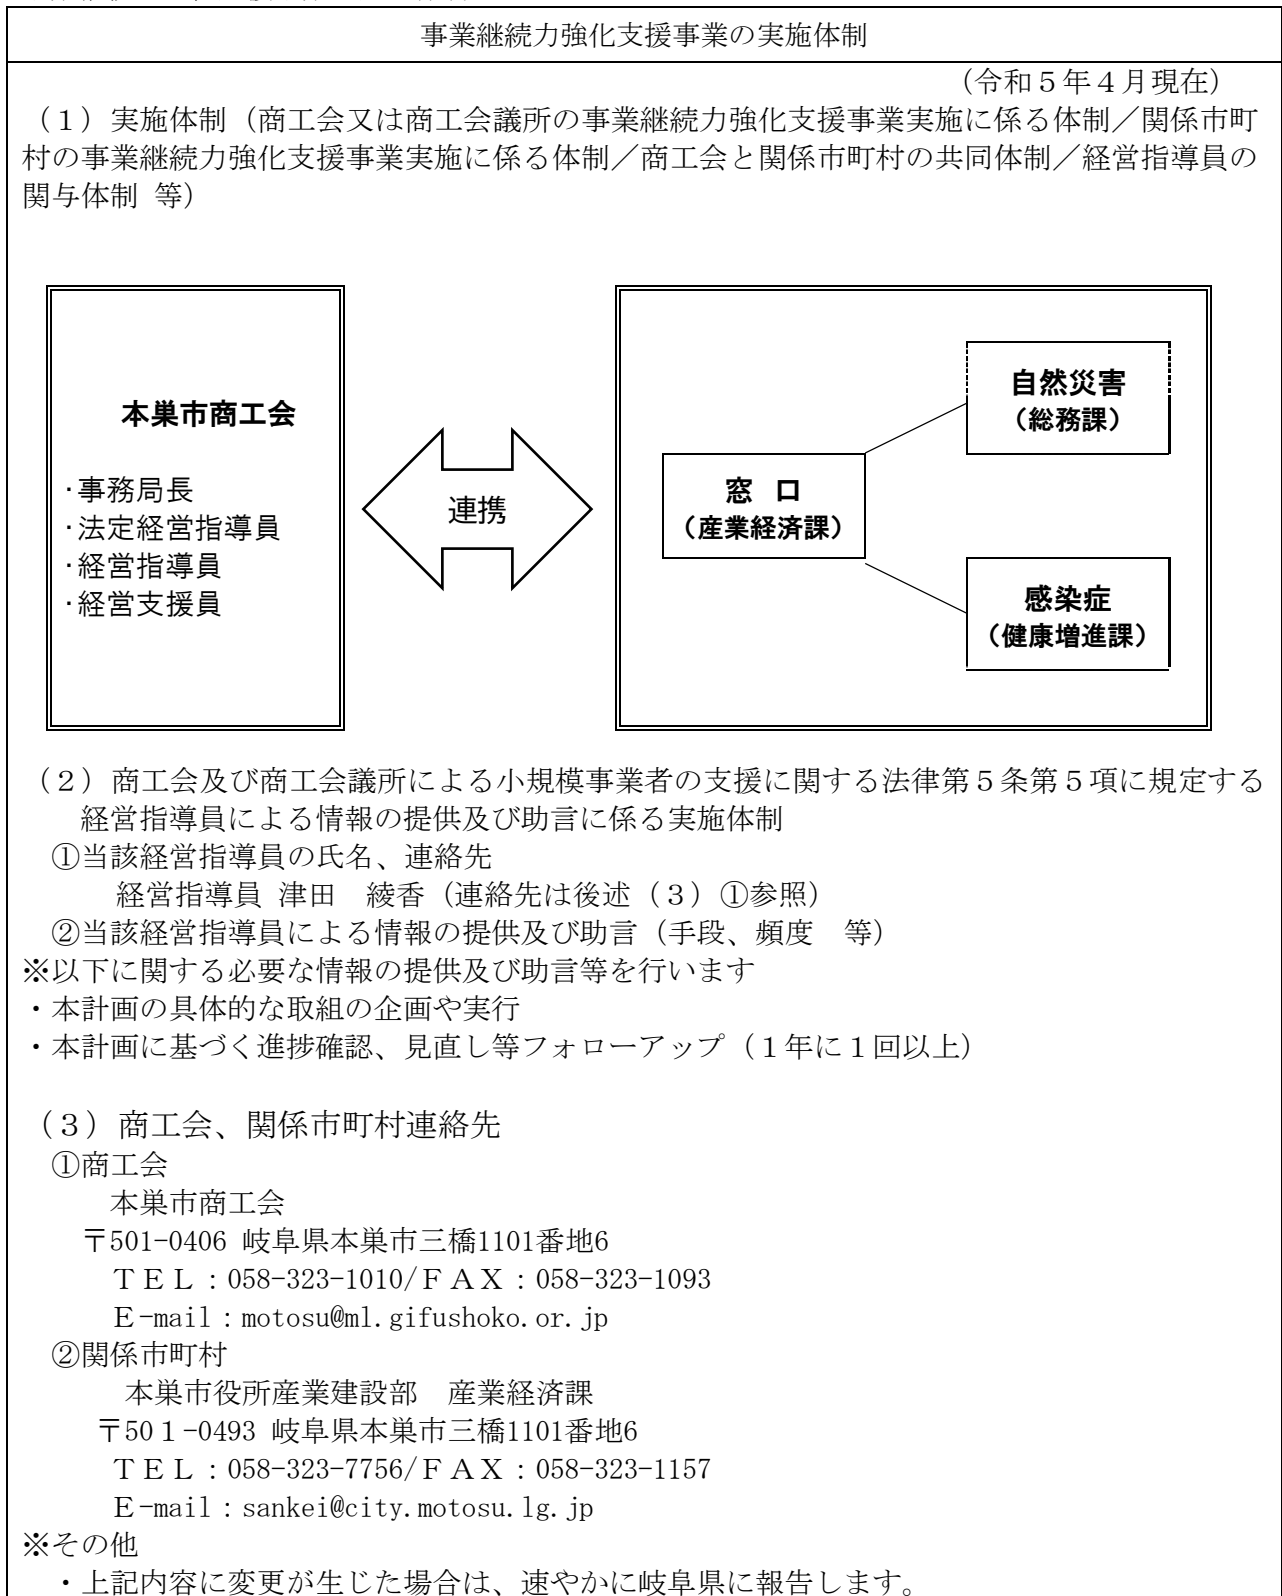 事業継続力強化支援事業の実施体制
（令和５年４月現在）
（１）実施体制（商工会又は商工会議所の事業継続力強化支援事業実施に係る体制／関係市町
村の事業継続力強化支援事業実施に係る体制／商工会と関係市町村の共同体制／経営指導員の
関与体制 等）
本巣市商工会
・事務局長
・法定経営指導員
・経営指導員
・経営支援員
連携
窓 口
（産業経済課）
自然災害
（総務課）
感染症
（健康増進課）
（２）商工会及び商工会議所による小規模事業者の支援に関する法律第５条第５項に規定する
経営指導員による情報の提供及び助言に係る実施体制
①当該経営指導員の氏名、連絡先
経営指導員 津田　綾香（連絡先は後述（３）①参照）
②当該経営指導員による情報の提供及び助言（手段、頻度　等）
※以下に関する必要な情報の提供及び助言等を行います
・本計画の具体的な取組の企画や実行
・本計画に基づく進捗確認、見直し等フォローアップ（１年に１回以上）
（３）商工会、関係市町村連絡先
①商工会
本巣市商工会
〒501-0406 岐阜県本巣市三橋1101番地6
ＴＥＬ：058-323-1010/ＦＡＸ：058-323-1093
Ｅ-mail：motosu@ml.gifushoko.or.jp
②関係市町村
本巣市役所産業建設部　産業経済課
〒50１-0493 岐阜県本巣市三橋1101番地6
ＴＥＬ：058-323-7756/ＦＡＸ：058-323-1157
Ｅ-mail：sankei@city.motosu.lg.jp
※その他
・上記内容に変更が生じた場合は、速やかに岐阜県に報告します。